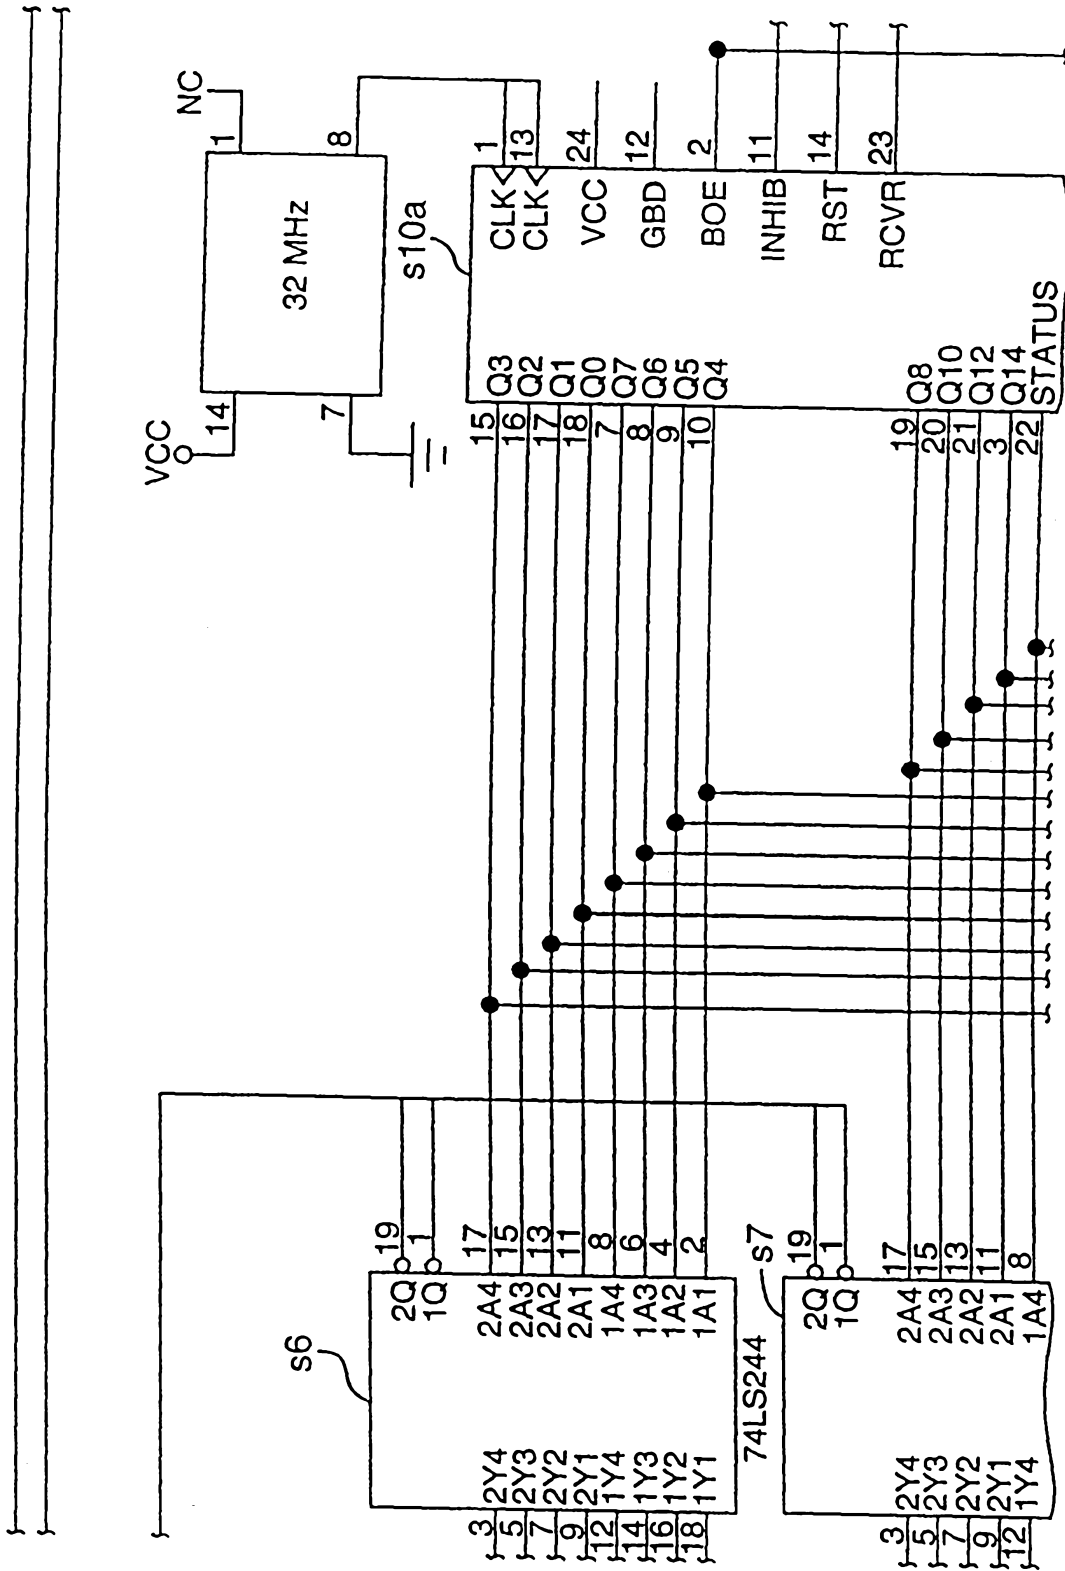 NC
1
8
32 MHz
14
7
VCC
s10a
1
13
24
12
2
11
14
23
CLK
CLK
VCC
GBD
BOE
INHIB
RST
RCVR
Q3
Q2
Q1
Q0
Q7
Q6
Q5
Q4
Q8
Q10
Q12
Q14
STATUS
15
16
17
18
7
8
9
10
19
20
21
3
22
s6
19
1
17
15
13
11
8
6
4
2
2Q
1Q
2A4
2A3
2A2
2A1
1A4
1A3
1A2
1A1
2Y4
2Y3
2Y2
2Y1
1Y4
1Y3
1Y2
1Y1
3
5
7
9
12
14
16
18
74LS244
s7
19
1
17
15
13
11
8
2Q
1Q
2A4
2A3
2A2
2A1
1A4
2Y4
2Y3
2Y2
2Y1
1Y4
3
5
7
9
12